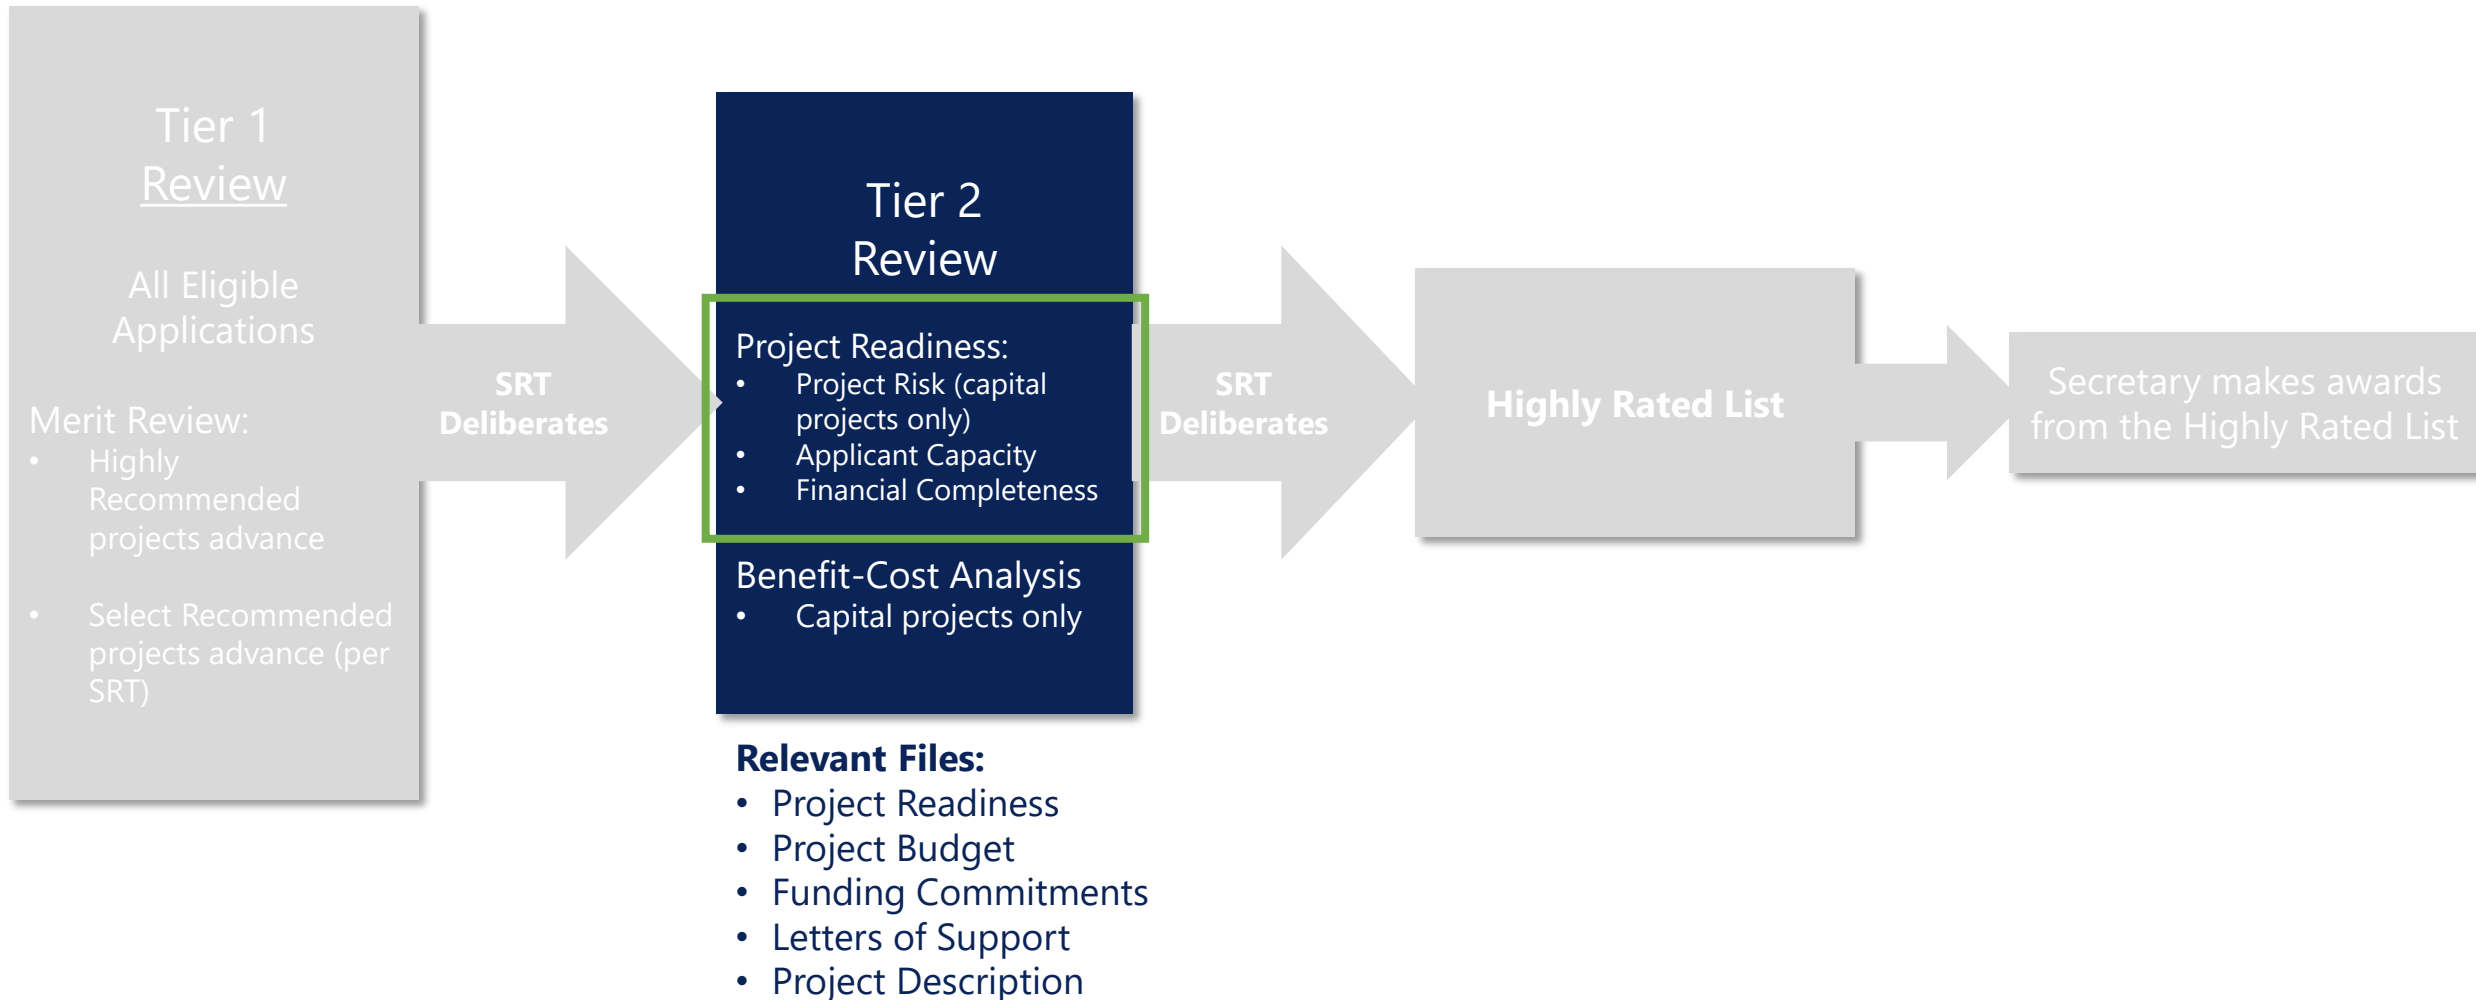 Tier 1
Review
All Eligible
Applications
Merit Review:
• Highly
Recommended
projects advance
• Select Recommended
projects advance (per
SRT)
SRT
Deliberates
Tier 2
Review
Project Readiness:
• Project Risk (capital
projects only)
• Applicant Capacity
• Financial Completeness
Benefit-Cost Analysis
• Capital projects only
Relevant Files:
• Project Readiness
• Project Budget
• Funding Commitments
• Letters of Support
• Project Description
SRT
Deliberates
Highly Rated List
Secretary makes awards
from the Highly Rated List